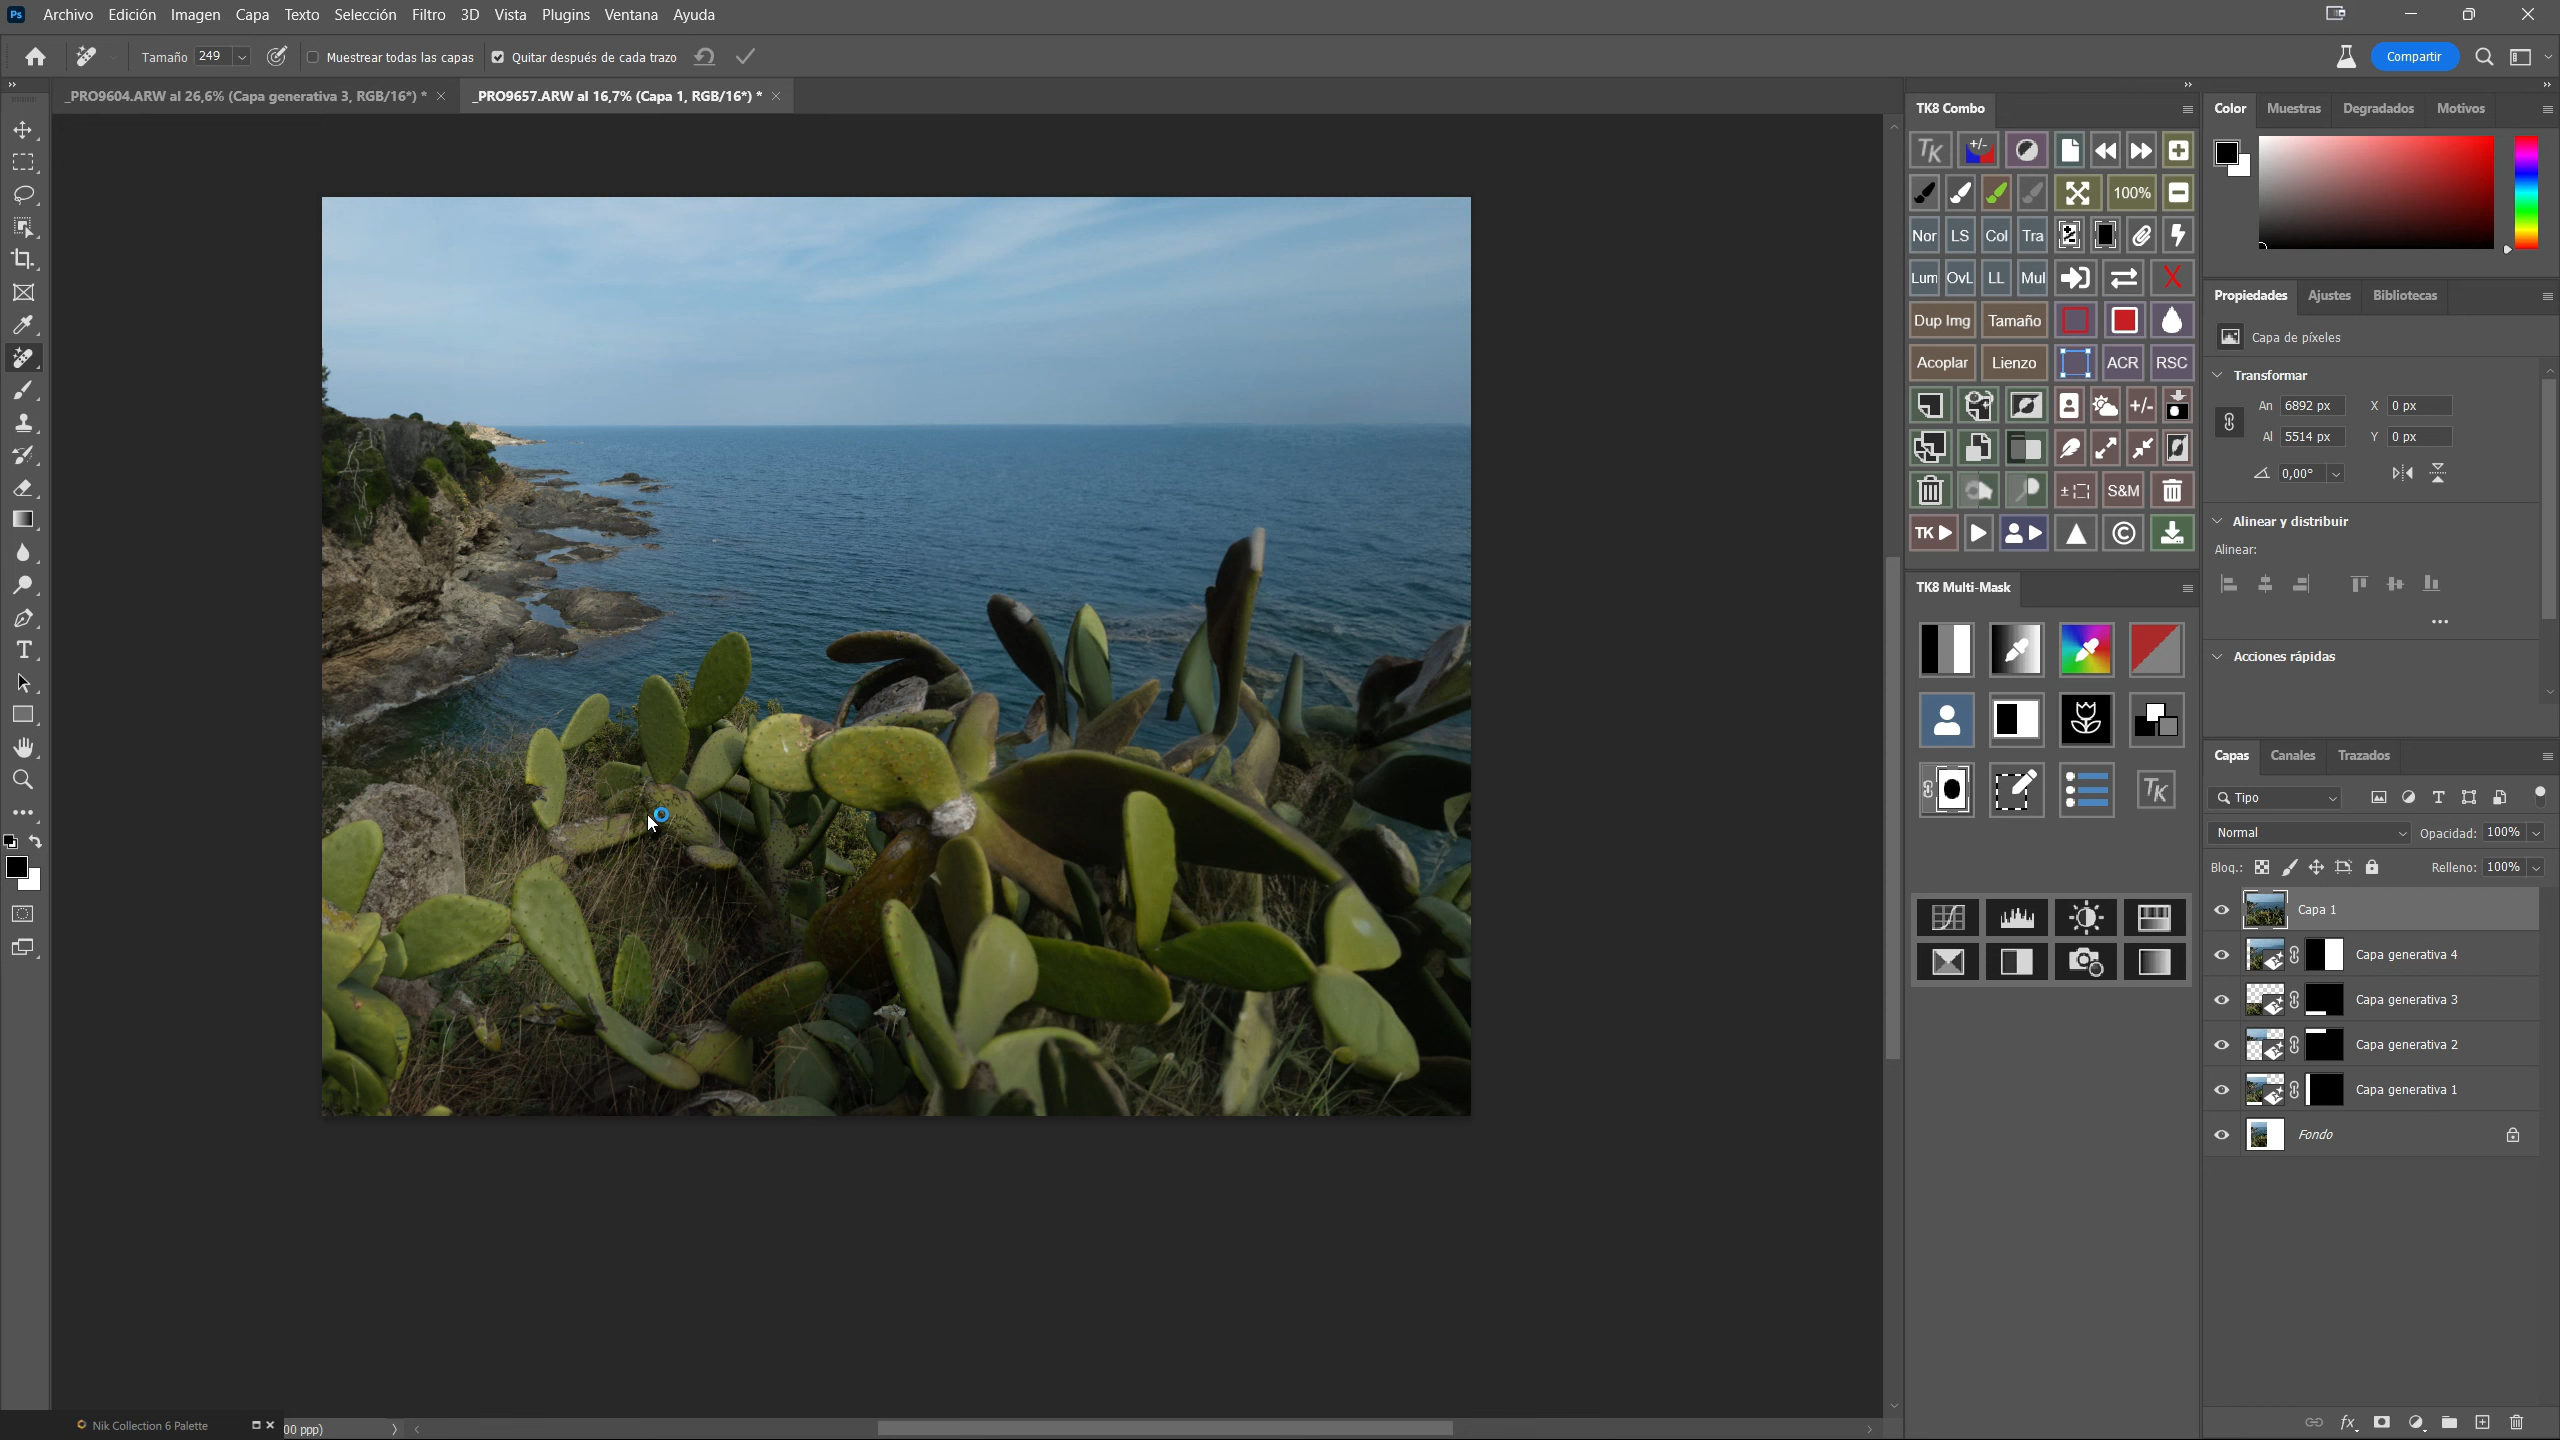 Ps Archivo Edición Imagen Capa Texto Selección Filtro 3D Vista Plugins Ventana Ayuda
Tamaño 249 Muestrear todas las capas Quitar después de cada trazo Compartir
_PRO9604.ARW al 26,6% (Capa generativa 3, RGB/16*) * _PRO9657.ARW al 16,7% (Capa 1, RGB/16*) *
TK8 Combo
TK +/-
100%
Nor LS Col Tra
Lum OvL LL Mul X
Dup Img Tamaño
Acoplar Lienzo ACR RSC
+/-
S&M
TK
TK8 Multi-Mask
TK
Color Muestras Degradados Motivos
Propiedades Ajustes Bibliotecas
Capa de píxeles
Transformar
An 6892 px X 0 px
Al 5514 px Y 0 px
0,00°
Alinear y distribuir
Alinear:
Acciones rápidas
Capas Canales Trazados
Tipo
Normal Opacidad: 100%
Bloq.: Relleno: 100%
Capa 1
Capa generativa 4
Capa generativa 3
Capa generativa 2
Capa generativa 1
Fondo
fx
Nik Collection 6 Palette
00 ppp)